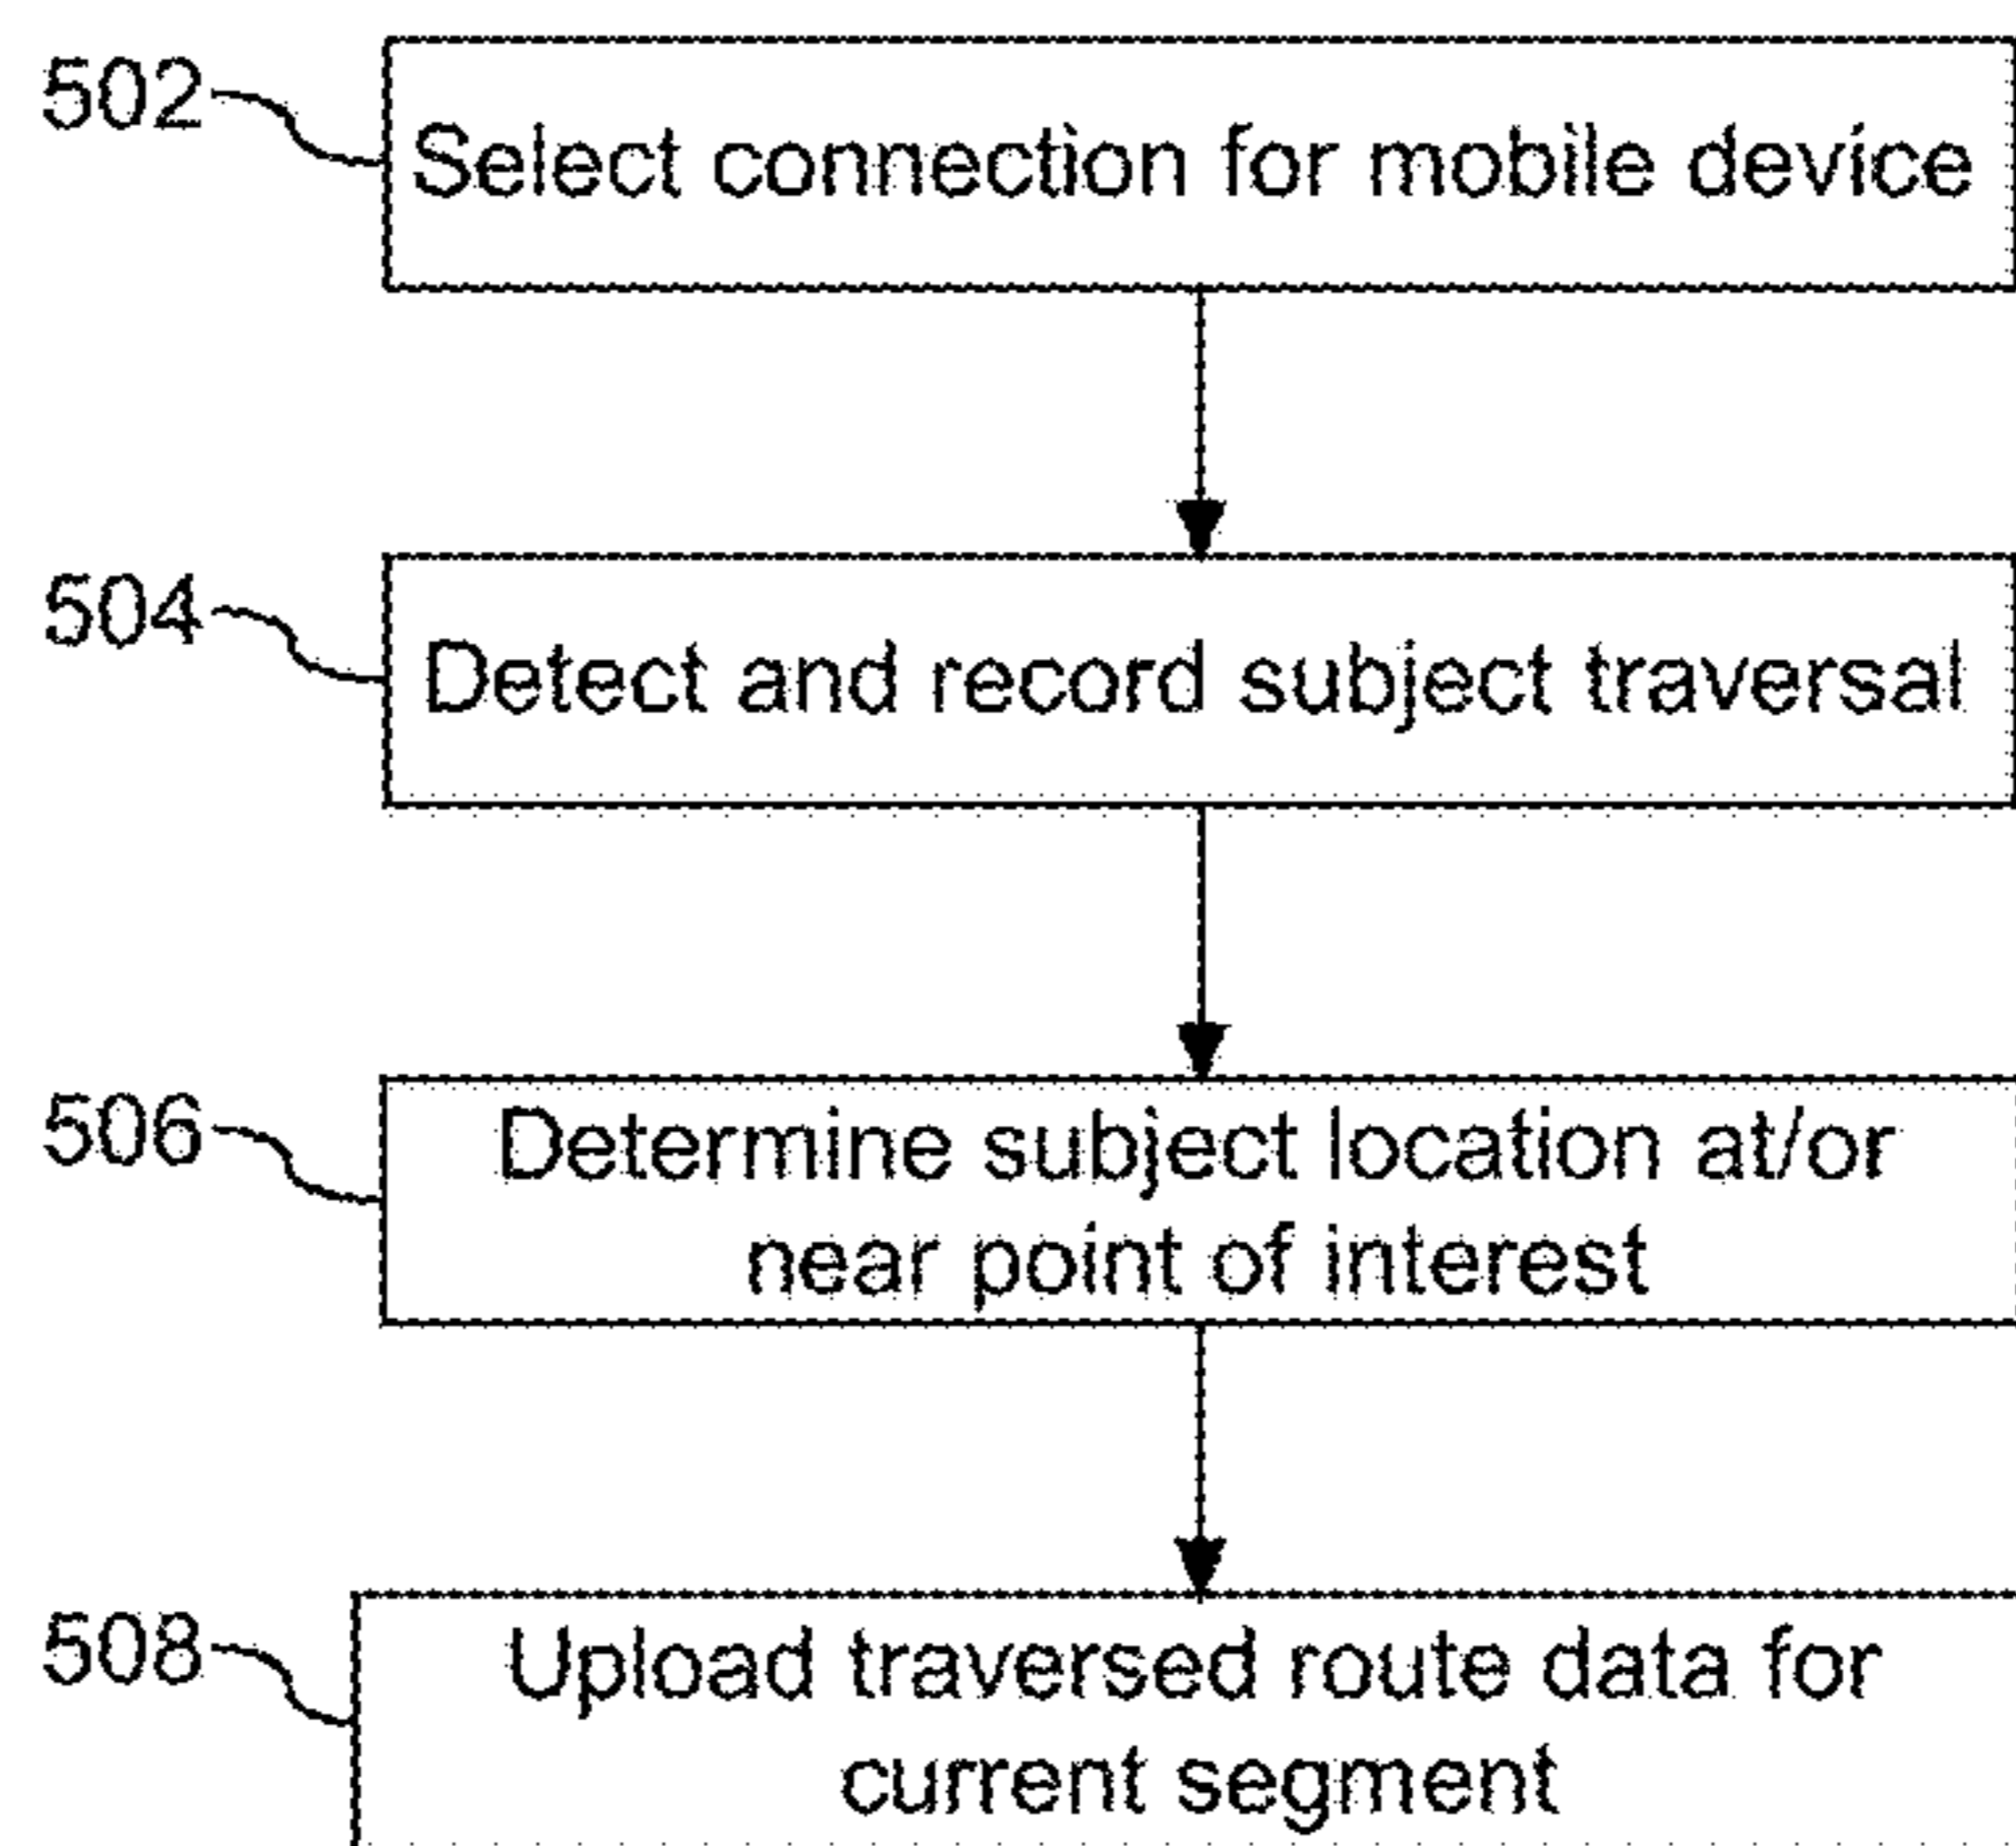 502
Select connection for mobile device
504
Detect and record subject traversal
506
Determine subject location at/or
near point of interest
508
Upload traversed route data for
current segment